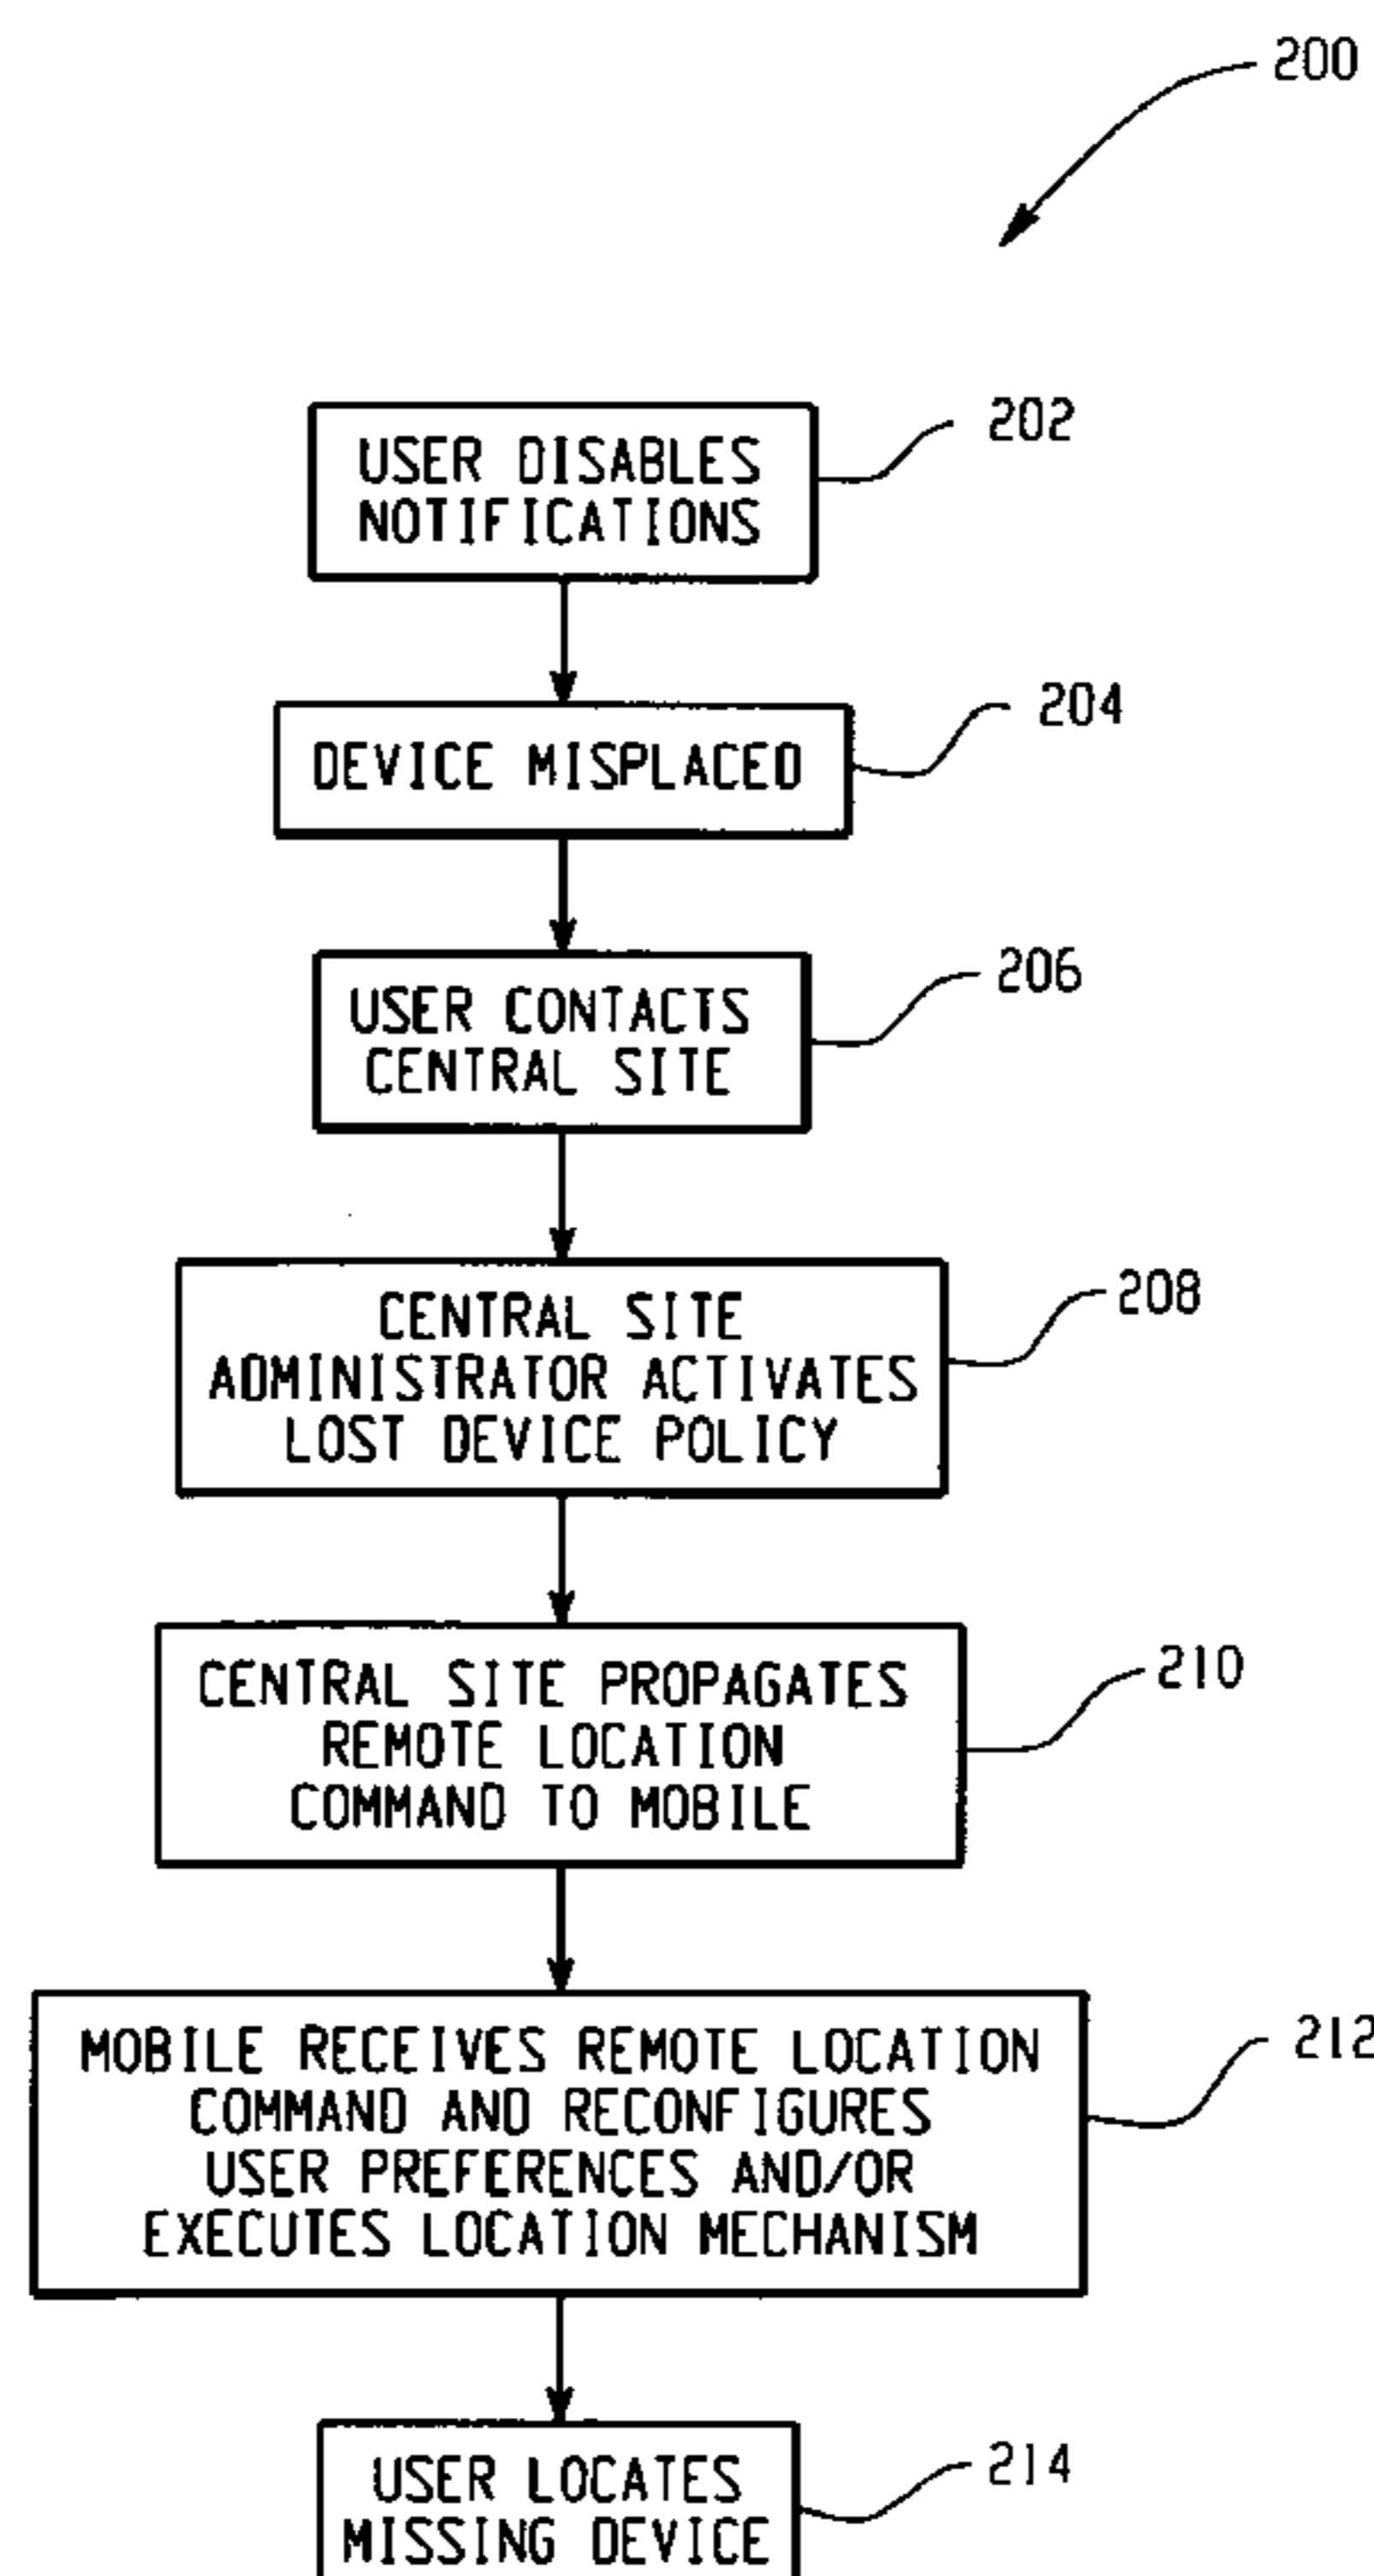 200
202
USER DISABLES
NOTIFICATIONS
204
DEVICE MISPLACED
206
USER CONTACTS
CENTRAL SITE
208
CENTRAL SITE
ADMINISTRATOR ACTIVATES
LOST DEVICE POLICY
210
CENTRAL SITE PROPAGATES
REMOTE LOCATION
COMMAND TO MOBILE
212
MOBILE RECEIVES REMOTE LOCATION
COMMAND AND RECONFIGURES
USER PREFERENCES AND/OR
EXECUTES LOCATION MECHANISM
214
USER LOCATES
MISSING DEVICE